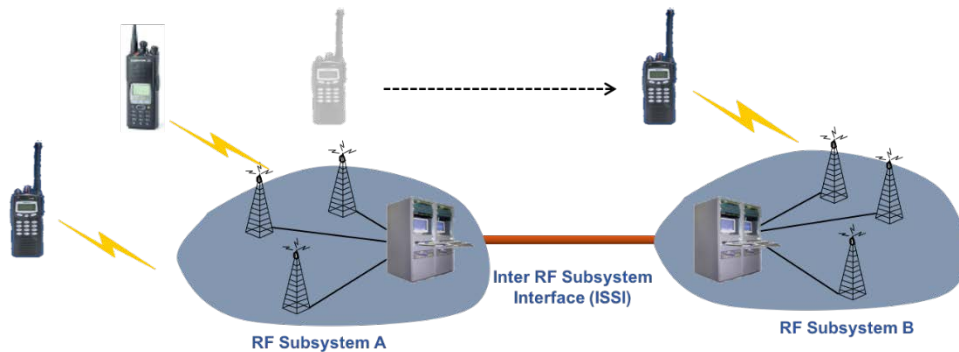 Inter RF Subsystem
Interface (ISSI)
RF Subsystem A
RF Subsystem B